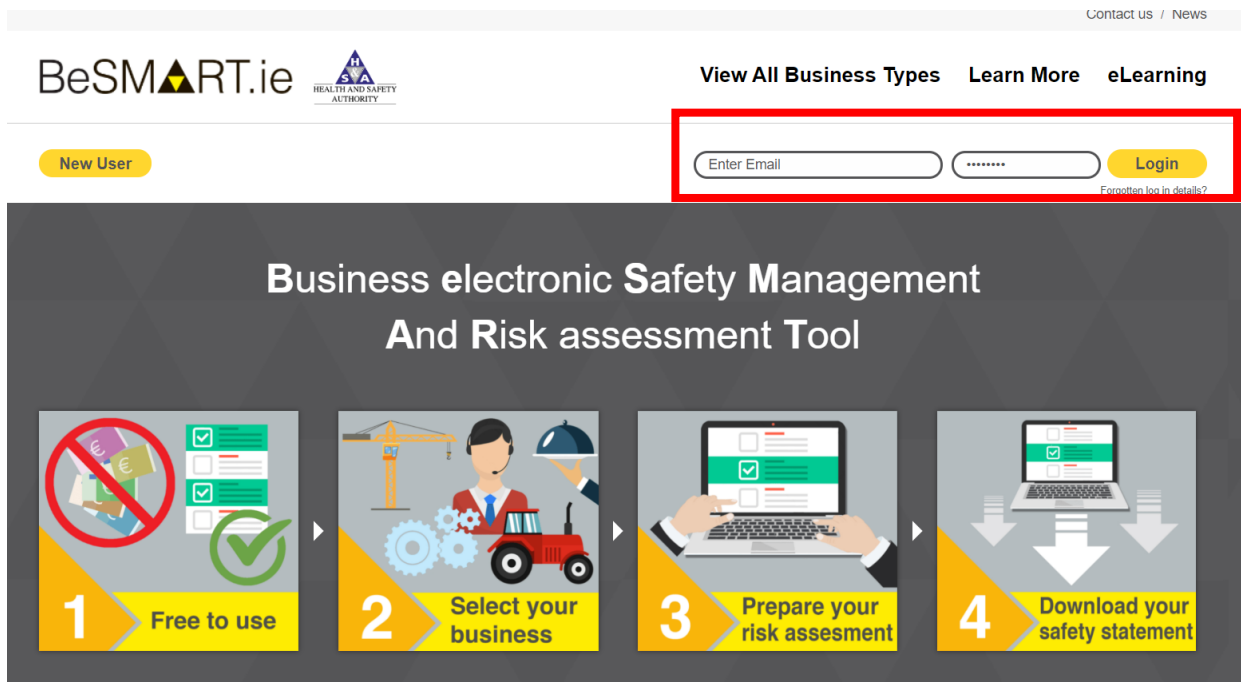 Contact us / News
BeSMART.ie
H
S&A
HEALTH AND SAFETY
AUTHORITY
View All Business Types Learn More eLearning
New User
Enter Email
••••••••
Login
Forgotten log in details?
Business electronic Safety Management
And Risk assessment Tool
1 Free to use
2 Select your
business
3 Prepare your
risk assesment
4 Download your
safety statement